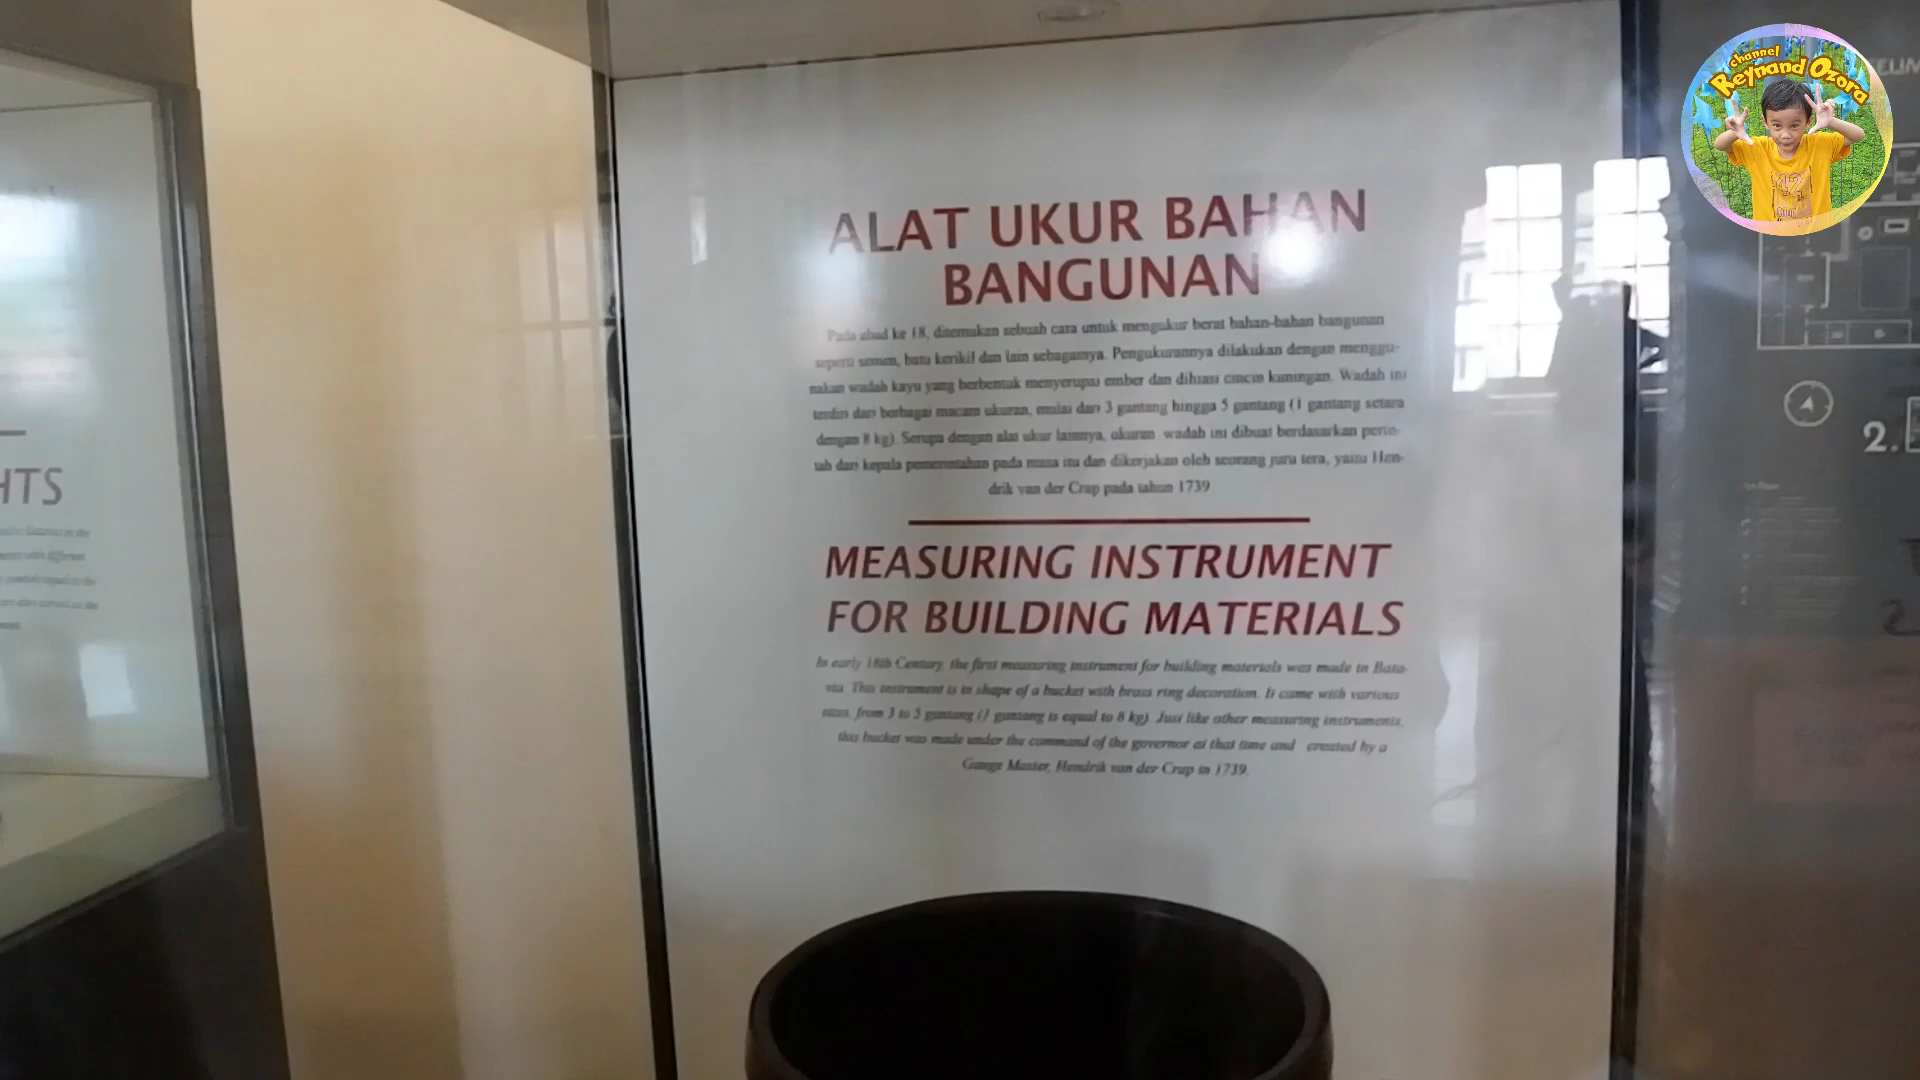 channel
Reynand Ozora
ALAT UKUR BAHAN
BANGUNAN
Pada abad ke 18, ditemukan sebuah cara untuk mengukur berat bahan-bahan bangunan
seperti semen, batu kerikil dan lain sebagainya. Pengukurannya dilakukan dengan menggu-
nakan wadah kayu yang berbentuk menyerupai ember dan dihiasi cincin kuningan. Wadah ini
terdiri dari berbagai macam ukuran, mulai dari 3 gantang hingga 5 gantang (1 gantang setara
dengan 8 kg). Serupa dengan alat ukur lainnya, ukuran wadah ini dibuat berdasarkan perin-
tah dari kepala pemerintahan pada masa itu dan dikerjakan oleh seorang juru tera, yaitu Hen-
drik van der Crap pada tahun 1739.
MEASURING INSTRUMENT
FOR BUILDING MATERIALS
In early 18th Century, the first measuring instrument for building materials was made in Bata-
via. This instrument is in shape of a bucket with brass ring decoration. It came with various
sizes, from 3 to 5 gantang (1 gantang is equal to 8 kg). Just like other measuring instruments,
this bucket was made under the command of the governor at that time and created by a
Gauge Master, Hendrik van der Crap in 1739.
HTS
2.